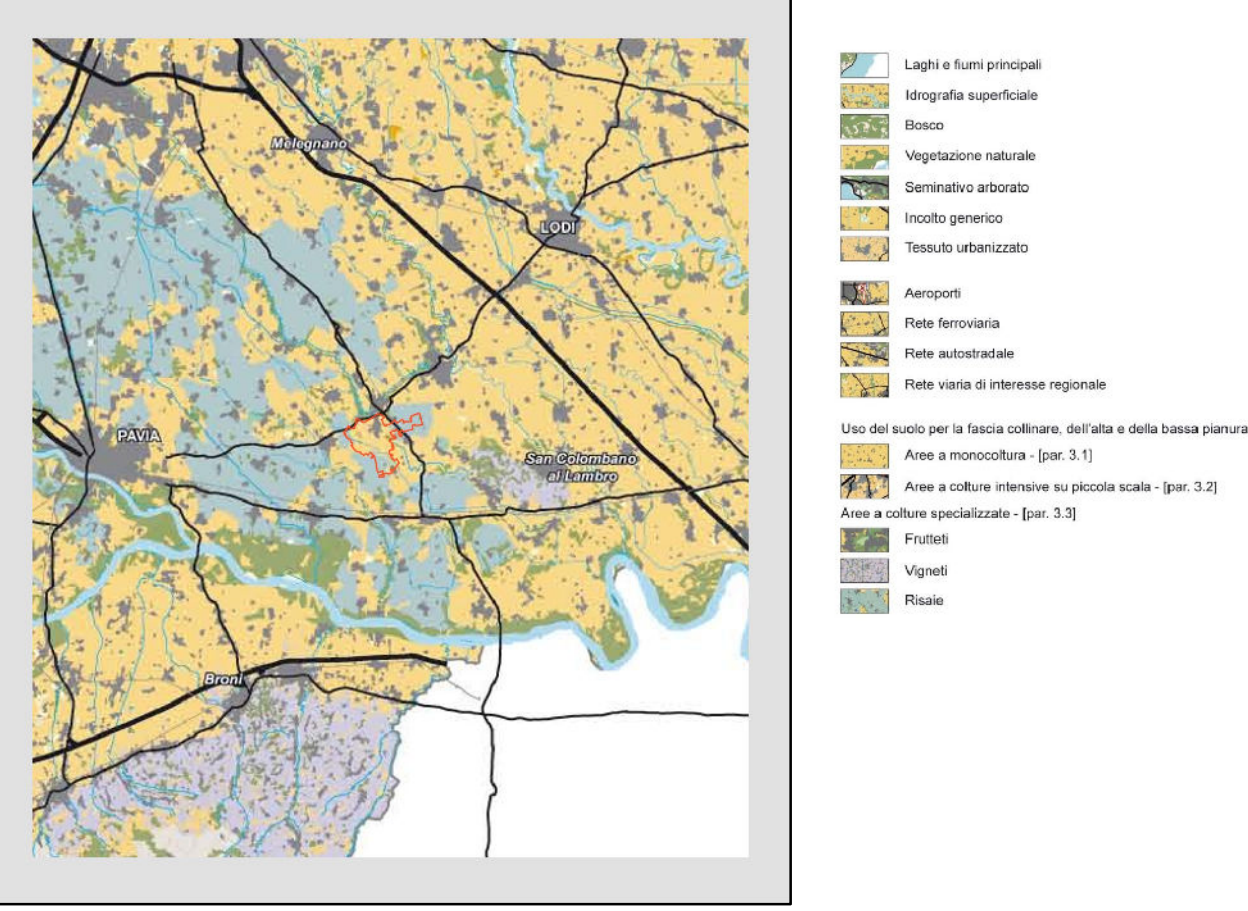 Melegnano
LODI
PAVIA
San Colombano
al Lambro
Broni
Laghi e fiumi principali
Idrografia superficiale
Bosco
Vegetazione naturale
Seminativo arborato
Incolto generico
Tessuto urbanizzato
Aeroporti
Rete ferroviaria
Rete autostradale
Rete viaria di interesse regionale
Uso del suolo per la fascia collinare, dell'alta e della bassa pianura
Aree a monocoltura - [par. 3.1]
Aree a colture intensive su piccola scala - [par. 3.2]
Aree a colture specializzate - [par. 3.3]
Frutteti
Vigneti
Risaie